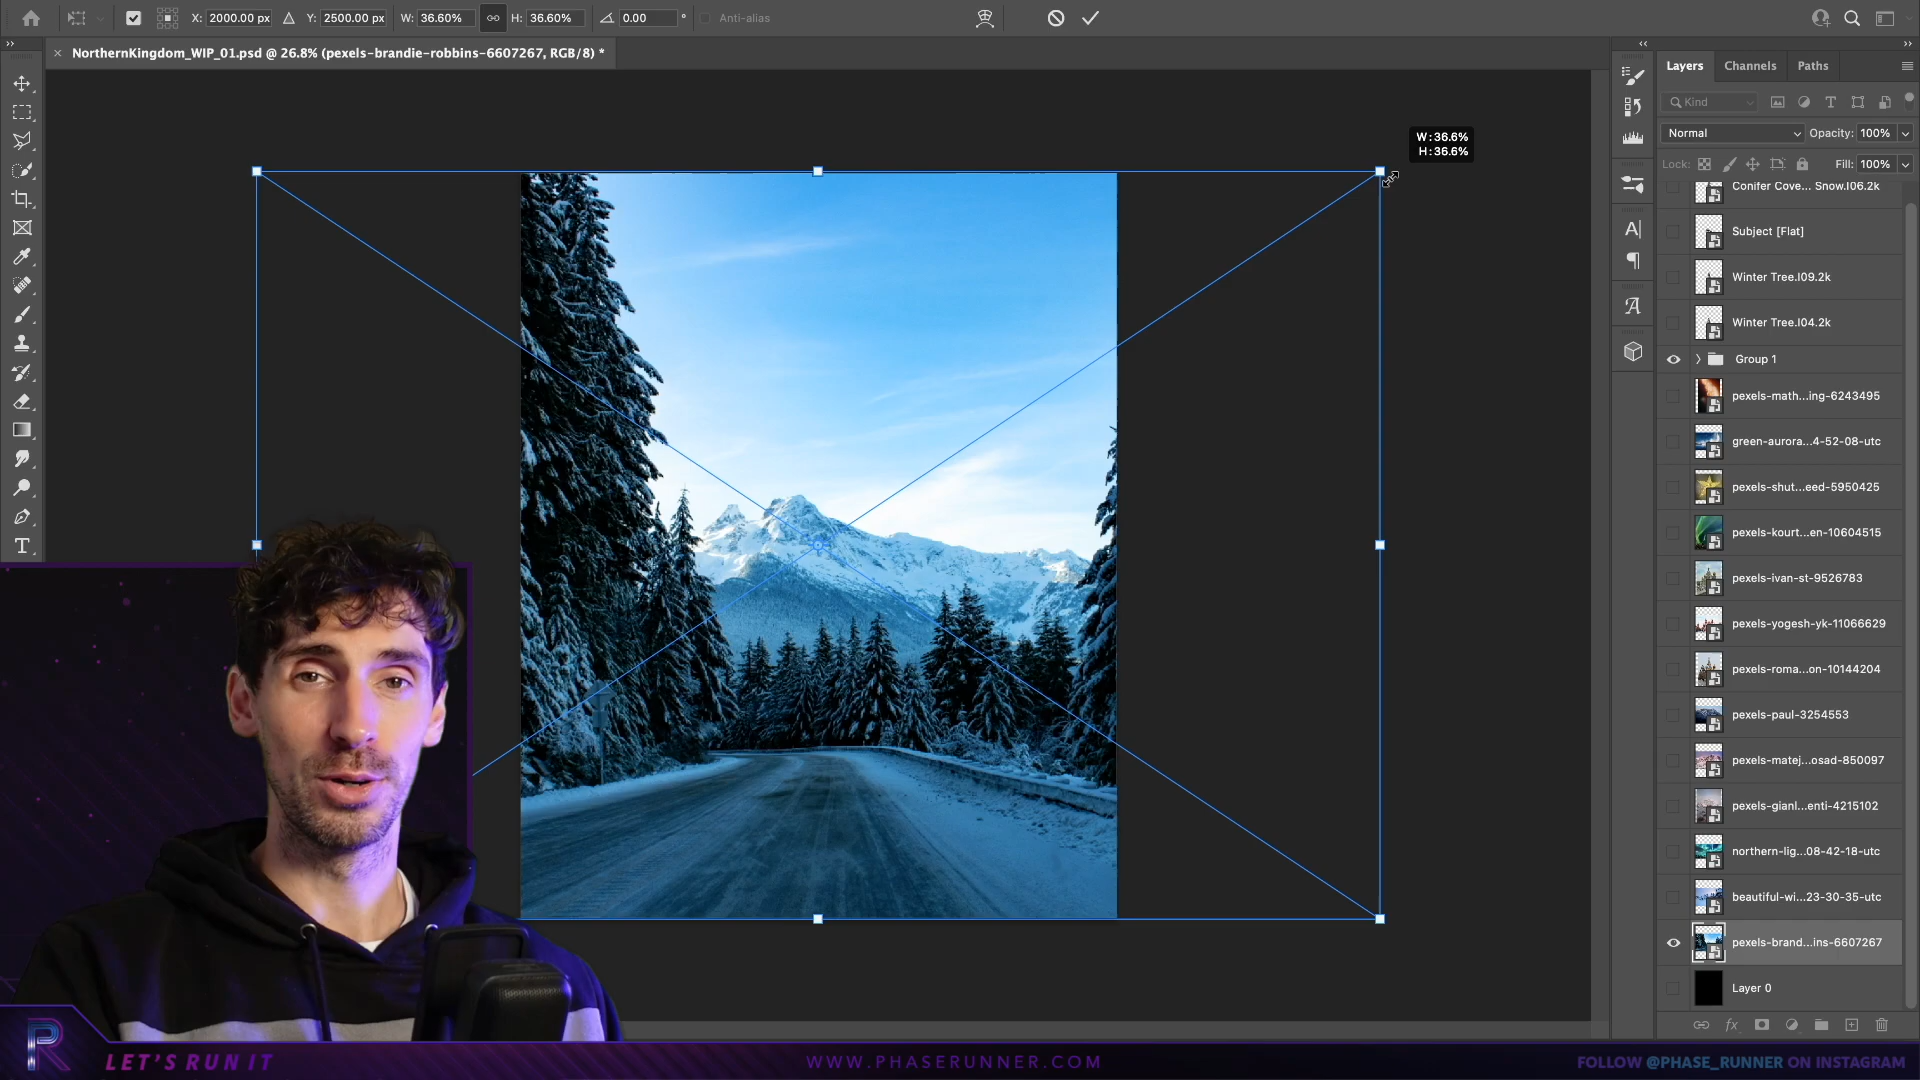 X: 2000.00 px Y: 2500.00 px W: 36.60% H: 36.60% 0.00 ° Anti-alias
NorthernKingdom_WIP_01.psd @ 26.8% (pexels-brandie-robbins-6607267, RGB/8) *
W: 36.6%
H: 36.6%
Layers Channels Paths
Kind
Normal Opacity: 100%
Lock: Fill: 100%
Conifer Cove... Snow.I06.2k
Subject [Flat]
Winter Tree.I09.2k
Winter Tree.I04.2k
Group 1
pexels-math...ing-6243495
green-aurora...4-52-08-utc
pexels-shut...eed-5950425
pexels-kourt...en-10604515
pexels-ivan-st-9526783
pexels-yogesh-yk-11066629
pexels-roma...on-10144204
pexels-paul-3254553
pexels-matej...osad-850097
pexels-gianl...enti-4215102
northern-lig...08-42-18-utc
beautiful-wi...23-30-35-utc
pexels-brand...ins-6607267
Layer 0
fx
R LET'S RUN IT WWW.PHASERUNNER.COM FOLLOW @PHASE_RUNNER ON INSTAGRAM